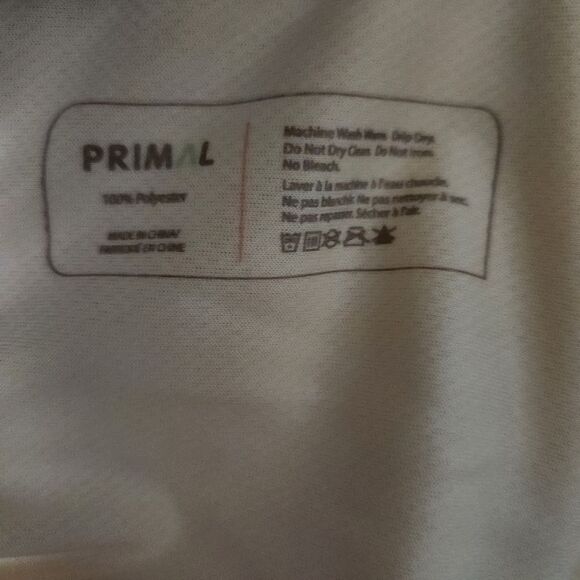 PRIMAL
100% Polyester
MADE IN CHINA/
FABRIQUÉ EN CHINE
Machine Wash Warm. Drip Dry.
Do Not Dry Clean. Do Not Iron.
No Bleach.
Laver à la machine à l'eau chaude.
Ne pas blanchir. Ne pas nettoyer à sec.
Ne pas repasser. Sécher à l'air.